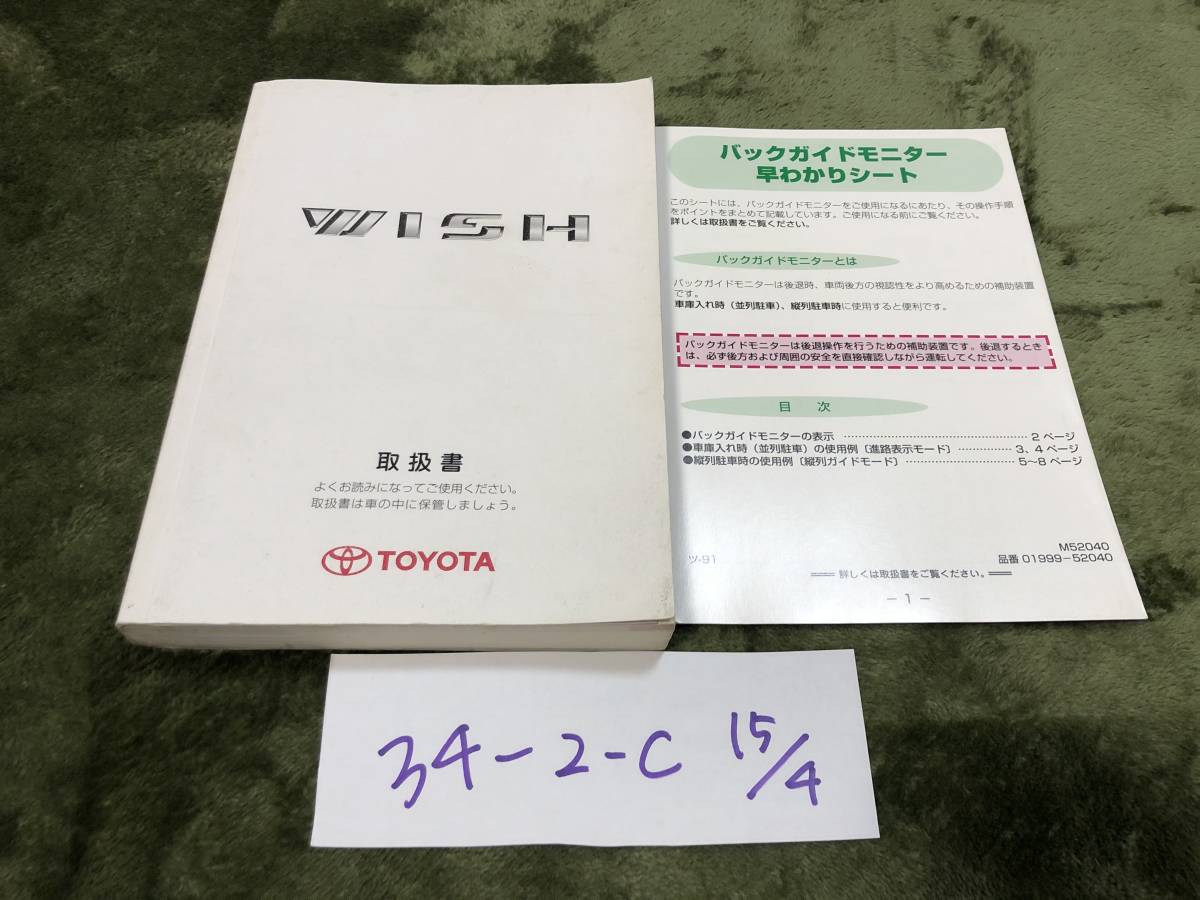 WISH
取扱書
よくお読みになってご使用ください。
取扱書は車の中に保管しましょう。
TOYOTA
バックガイドモニター
早わかりシート
このシートには、バックガイドモニターをご使用になるにあたり、その操作手順
をポイントをまとめて記載しています。ご使用になる前にご覧ください。
詳しくは取扱書をご覧ください。
バックガイドモニターとは
バックガイドモニターは後退時、車両後方の視認性をより高めるための補助装置
です。
車庫入れ時（並列駐車）、縦列駐車時に使用すると便利です。
バックガイドモニターは後退操作を行うための補助装置です。後退するとき
は、必ず後方および周囲の安全を直接確認しながら運転してください。
目 次
●バックガイドモニターの表示 …………………………… 2 ページ
●車庫入れ時（並列駐車）の使用例〔進路表示モード〕…………… 3、4 ページ
●縦列駐車時の使用例〔縦列ガイドモード〕…………………… 5〜8 ページ
M52040
ツ-91 品番 01999-52040
詳しくは取扱書をご覧ください。
－ 1 －
34-2-C 15/4